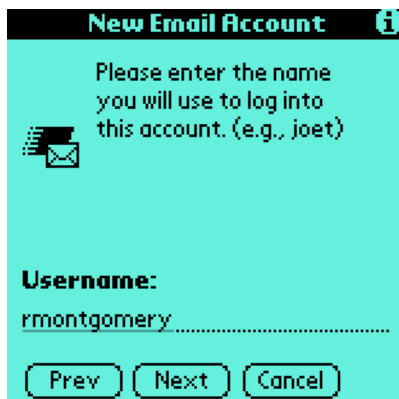 New Email Account
Please enter the name
you will use to log into
this account. (e.g., joet)
Username:
rmontgomery
Prev Next Cancel